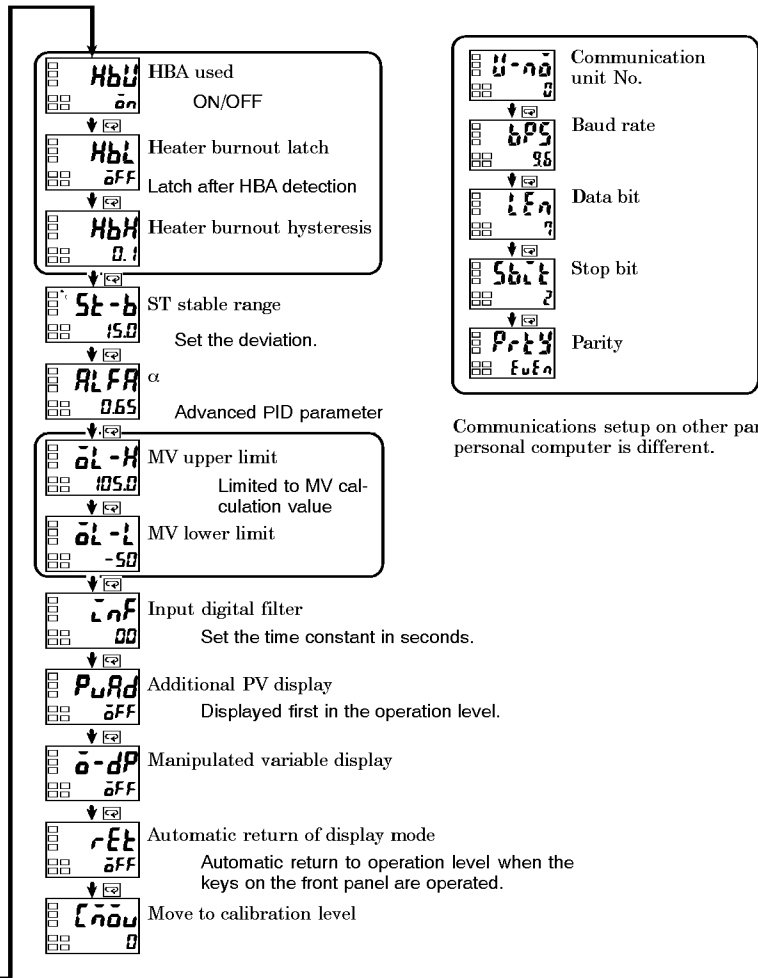 HbU
HBA used
on
ON/OFF
HbL
Heater burnout latch
oFF
Latch after HBA detection
HbH
Heater burnout hysteresis
0.1
St-b
ST stable range
15.0
Set the deviation.
ALFA
α
0.65
Advanced PID parameter
oL-H
MV upper limit
105.0
Limited to MV cal-
culation value
oL-L
MV lower limit
-5.0
inF
Input digital filter
0.0
Set the time constant in seconds.
PuAd
Additional PV display
oFF
Displayed first in the operation level.
o-dP
Manipulated variable display
oFF
rEt
Automatic return of display mode
oFF
Automatic return to operation level when the
keys on the front panel are operated.
Cmou
Move to calibration level
0
U-no
Communication
unit No.
0
bPS
Baud rate
9.6
LEn
Data bit
7
Sbit
Stop bit
2
PrtY
Parity
EuEn
Communications setup on other par
personal computer is different.